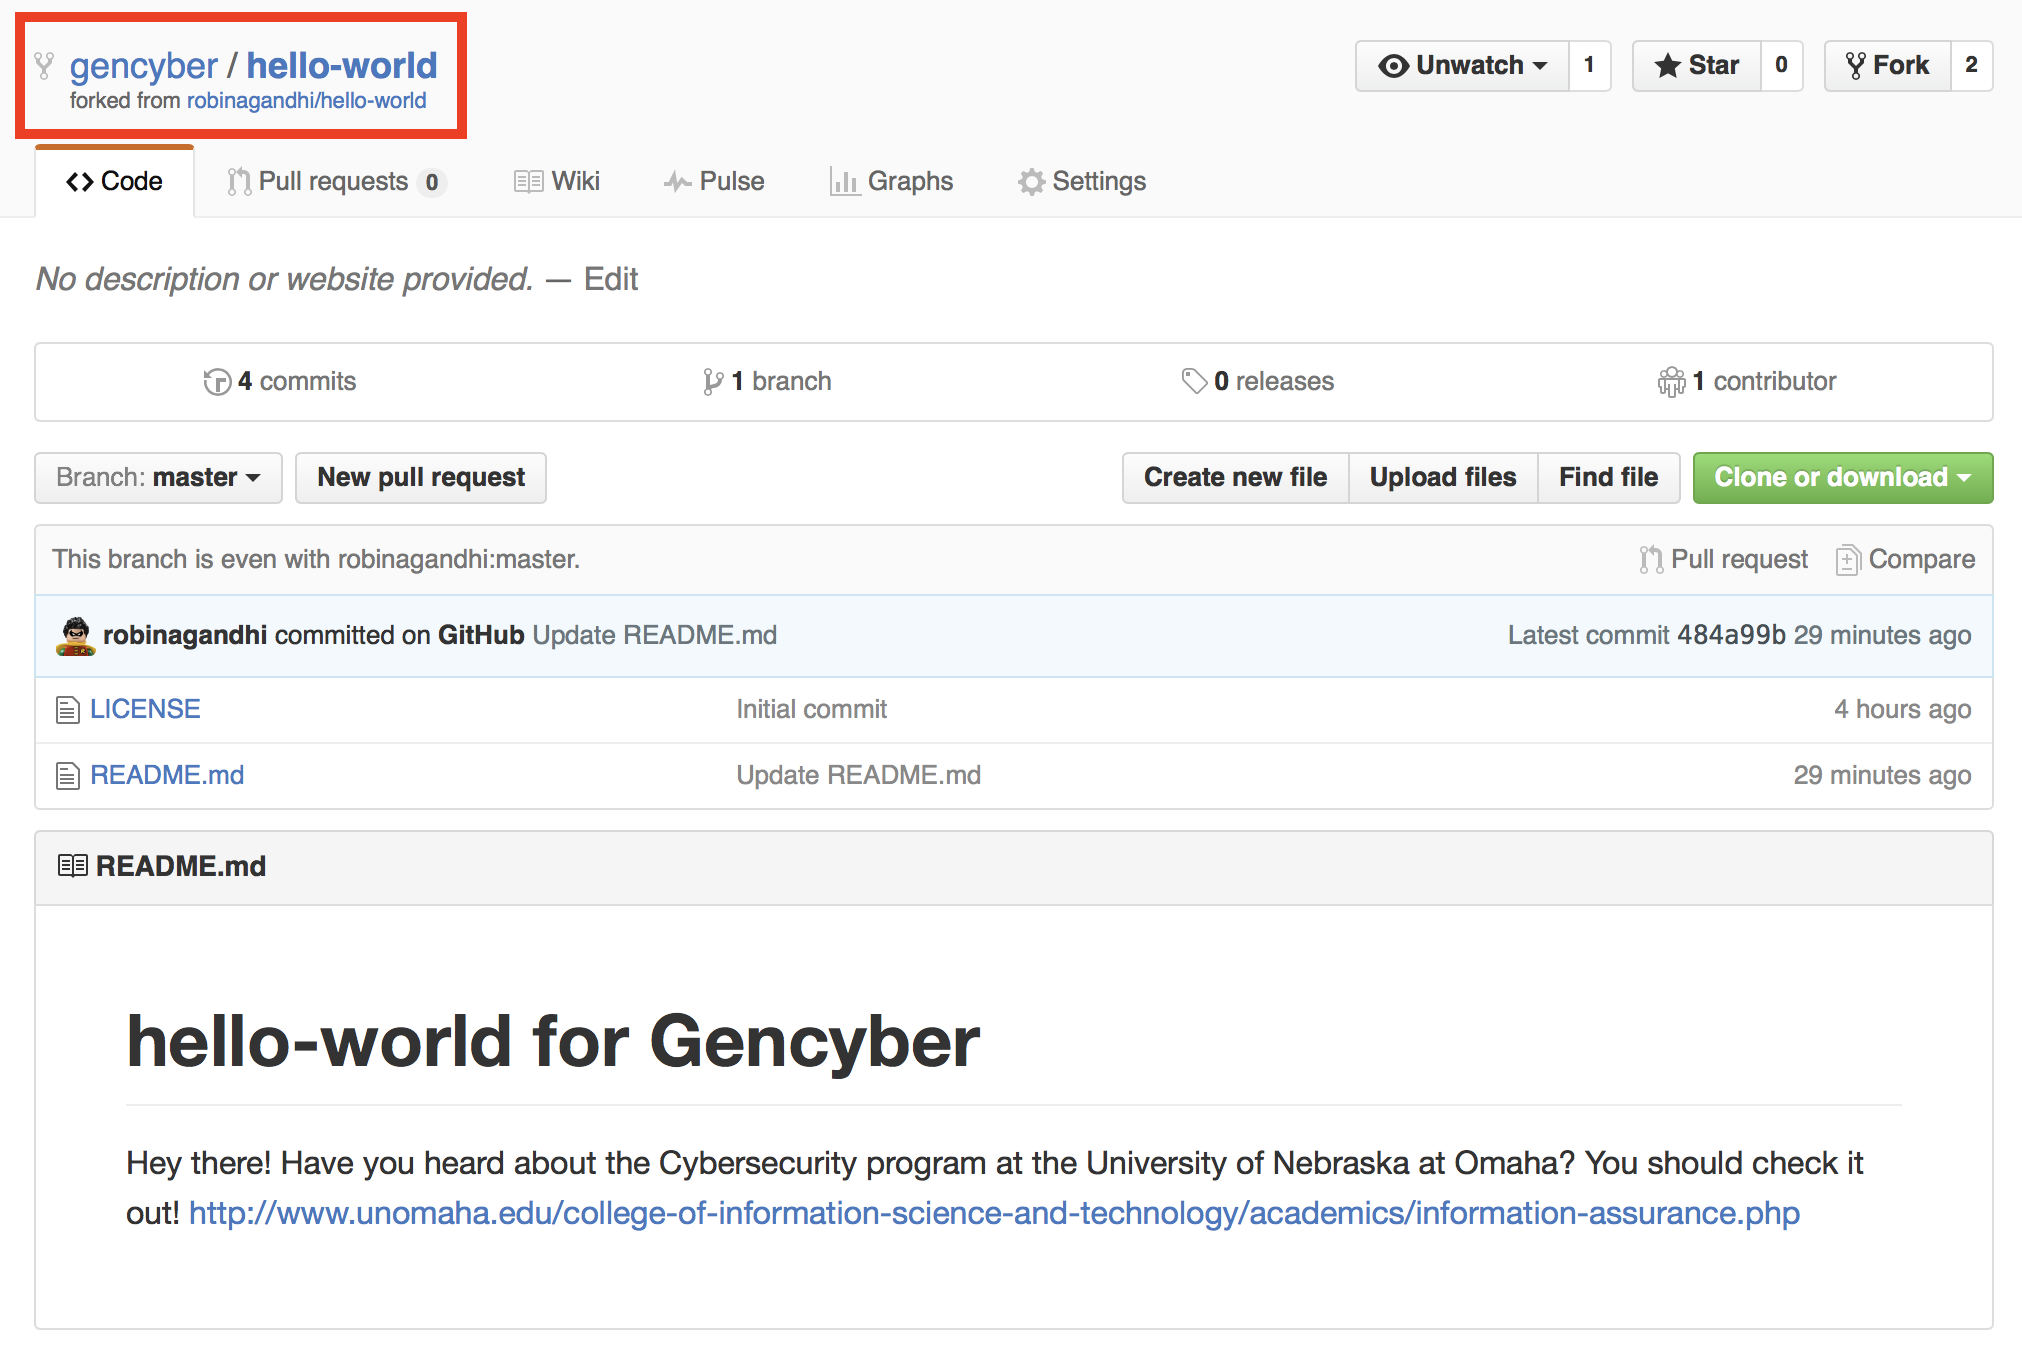 gencyber / hello-world
forked from robinagandhi/hello-world
Unwatch 1 Star 0 Fork 2
Code Pull requests 0 Wiki Pulse Graphs Settings
No description or website provided. — Edit
4 commits 1 branch 0 releases 1 contributor
Branch: master New pull request Create new file Upload files Find file Clone or download
This branch is even with robinagandhi:master. Pull request Compare
robinagandhi committed on GitHub Update README.md Latest commit 484a99b 29 minutes ago
LICENSE Initial commit 4 hours ago
README.md Update README.md 29 minutes ago
README.md
hello-world for Gencyber
Hey there! Have you heard about the Cybersecurity program at the University of Nebraska at Omaha? You should check it
out! http://www.unomaha.edu/college-of-information-science-and-technology/academics/information-assurance.php